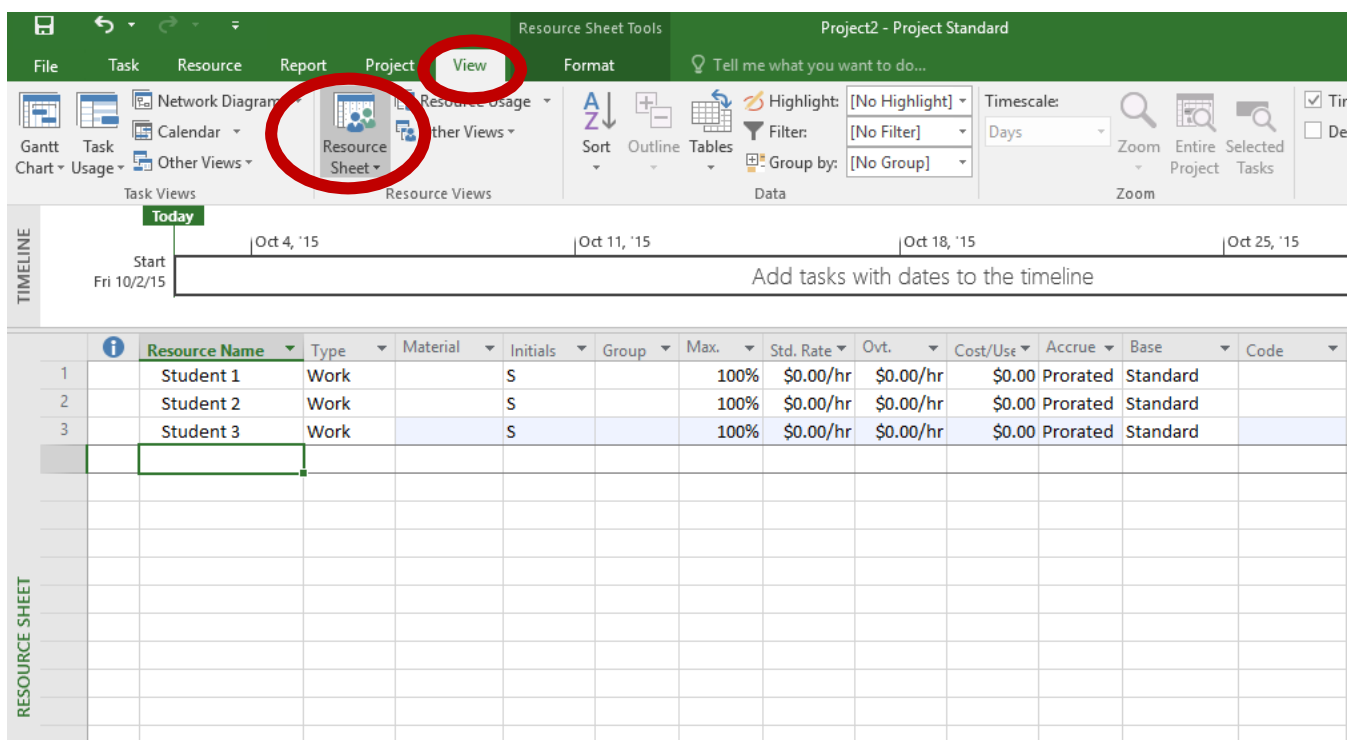 Resource Sheet Tools
Project2 - Project Standard
File Task Resource Report Project View Format Tell me what you want to do...
Network Diagram
Calendar
Other Views
Gantt Chart
Task Usage
Task Views
Resource Sheet
Resource Usage
Other Views
Resource Views
Sort
Outline
Tables
Highlight: [No Highlight]
Filter: [No Filter]
Group by: [No Group]
Data
Timescale:
Days
Zoom
Entire Project
Selected Tasks
Zoom
TIMELINE
Today
Oct 4, '15 Oct 11, '15 Oct 18, '15 Oct 25, '15
Start
Fri 10/2/15
Add tasks with dates to the timeline
Resource Name Type Material Initials Group Max. Std. Rate Ovt. Cost/Use Accrue Base Code
1 Student 1 Work S 100% $0.00/hr $0.00/hr $0.00 Prorated Standard
2 Student 2 Work S 100% $0.00/hr $0.00/hr $0.00 Prorated Standard
3 Student 3 Work S 100% $0.00/hr $0.00/hr $0.00 Prorated Standard
RESOURCE SHEET